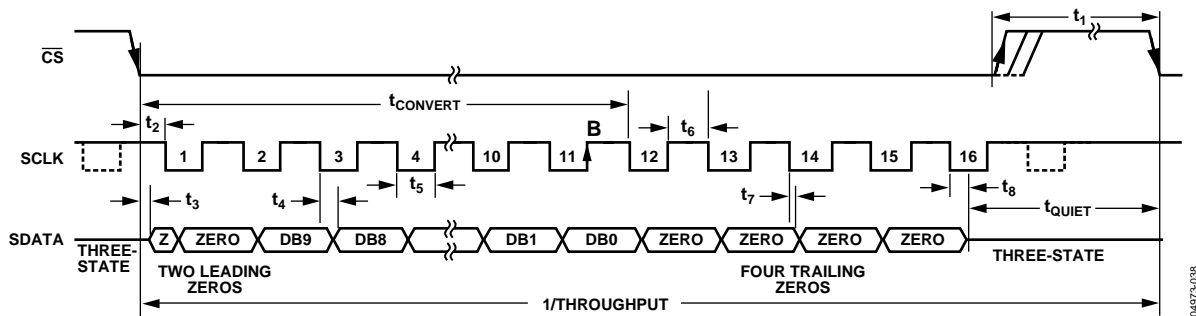 t1
CS
tCONVERT
t2
B
t6
SCLK
1 2 3 4 10 11 12 13 14 15 16
t3
t4
t5
t7
t8
tQUIET
SDATA
Z ZERO DB9 DB8 DB1 DB0 ZERO ZERO ZERO ZERO
THREE-
STATE
TWO LEADING
ZEROS
FOUR TRAILING
ZEROS
THREE-STATE
1/THROUGHPUT
04973-038